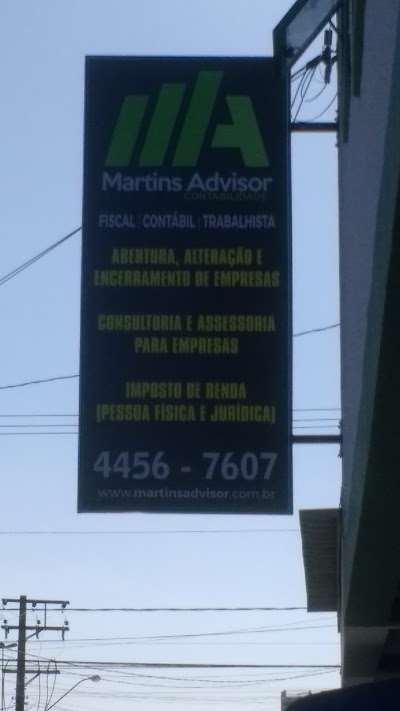 Martins Advisor
CONTABILIDADE
FISCAL | CONTÁBIL | TRABALHISTA
ABERTURA, ALTERAÇÃO E
ENCERRAMENTO DE EMPRESAS
CONSULTORIA E ASSESSORIA
PARA EMPRESAS
IMPOSTO DE RENDA
(PESSOA FÍSICA E JURÍDICA)
4456 - 7607
www.martinsadvisor.com.br